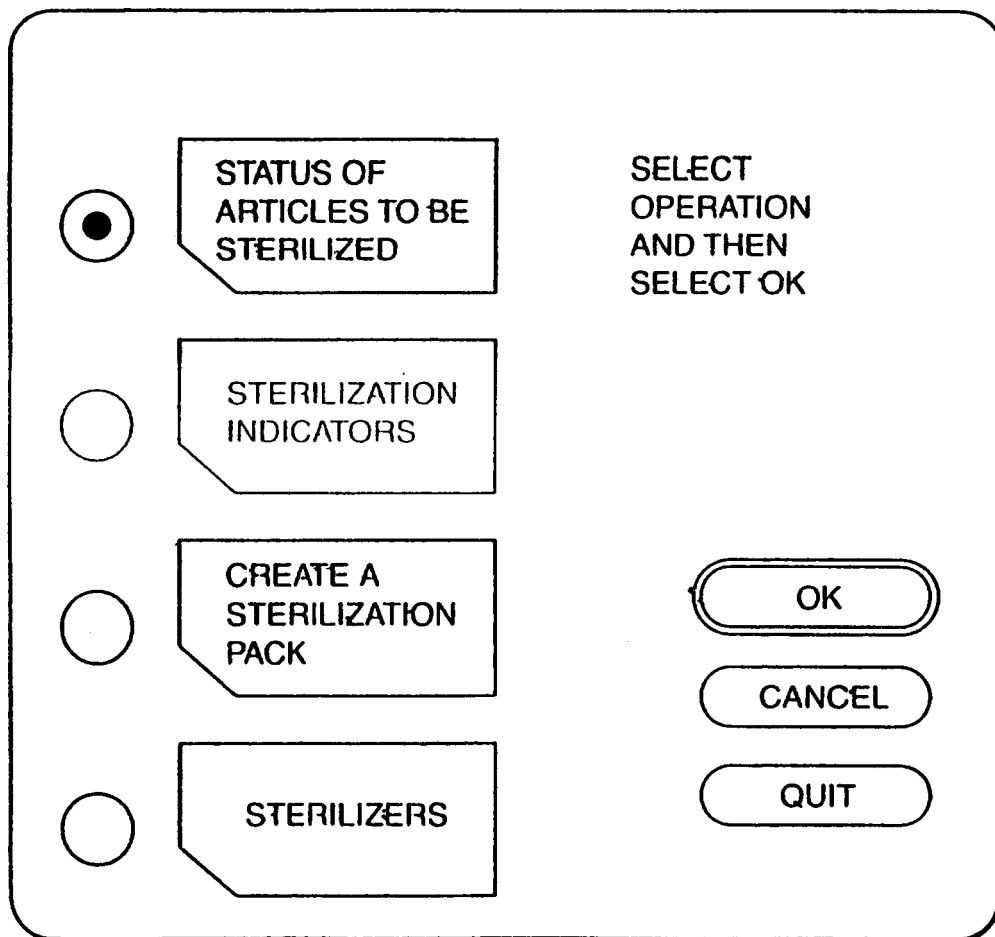 STATUS OF
ARTICLES TO BE
STERILIZED
SELECT
OPERATION
AND THEN
SELECT OK
STERILIZATION
INDICATORS
CREATE A
STERILIZATION
PACK
STERILIZERS
OK
CANCEL
QUIT